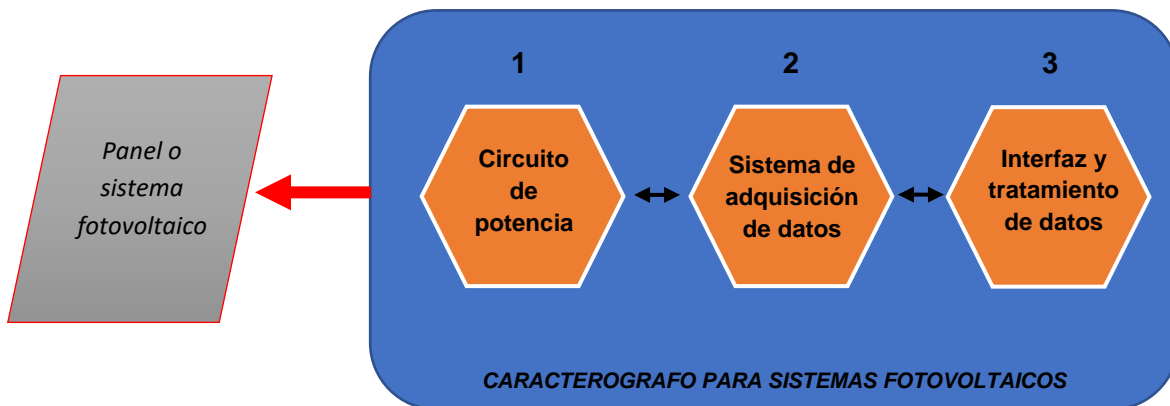 Panel o
sistema
fotovoltaico
1
Circuito
de
potencia
2
Sistema de
adquisición
de datos
3
Interfaz y
tratamiento
de datos
CARACTEROGRAFO PARA SISTEMAS FOTOVOLTAICOS